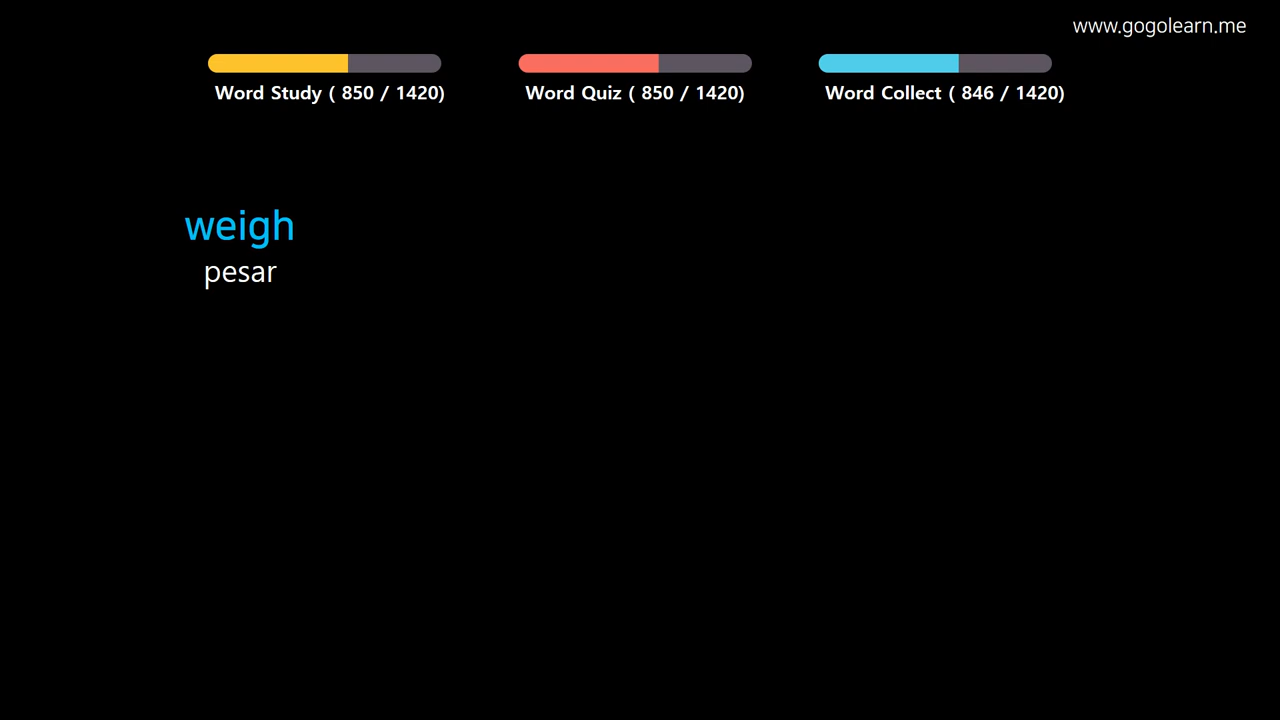 www.gogolearn.me
Word Study ( 850 / 1420)
Word Quiz ( 850 / 1420)
Word Collect ( 846 / 1420)
weigh
pesar